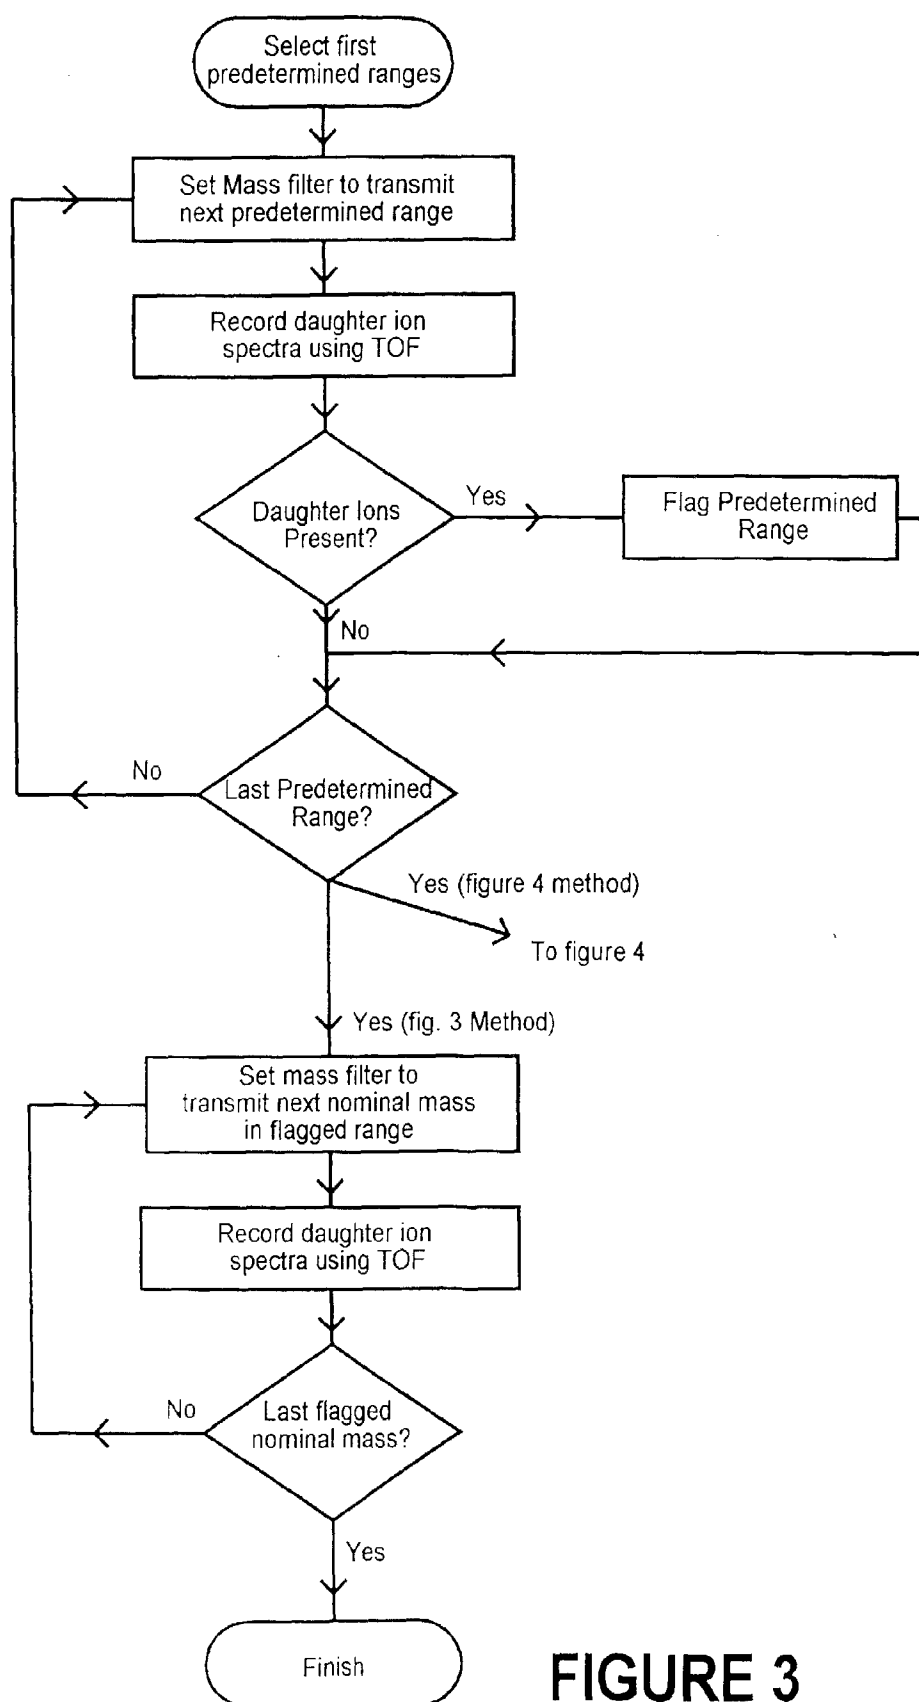 Select first
predetermined ranges
Set Mass filter to transmit
next predetermined range
Record daughter ion
spectra using TOF
Daughter Ions
Present?
Yes
Flag Predetermined
Range
No
Last Predetermined
Range?
No
Yes (figure 4 method)
To figure 4
Yes (fig. 3 Method)
Set mass filter to
transmit next nominal mass
in flagged range
Record daughter ion
spectra using TOF
Last flagged
nominal mass?
No
Yes
Finish
FIGURE 3